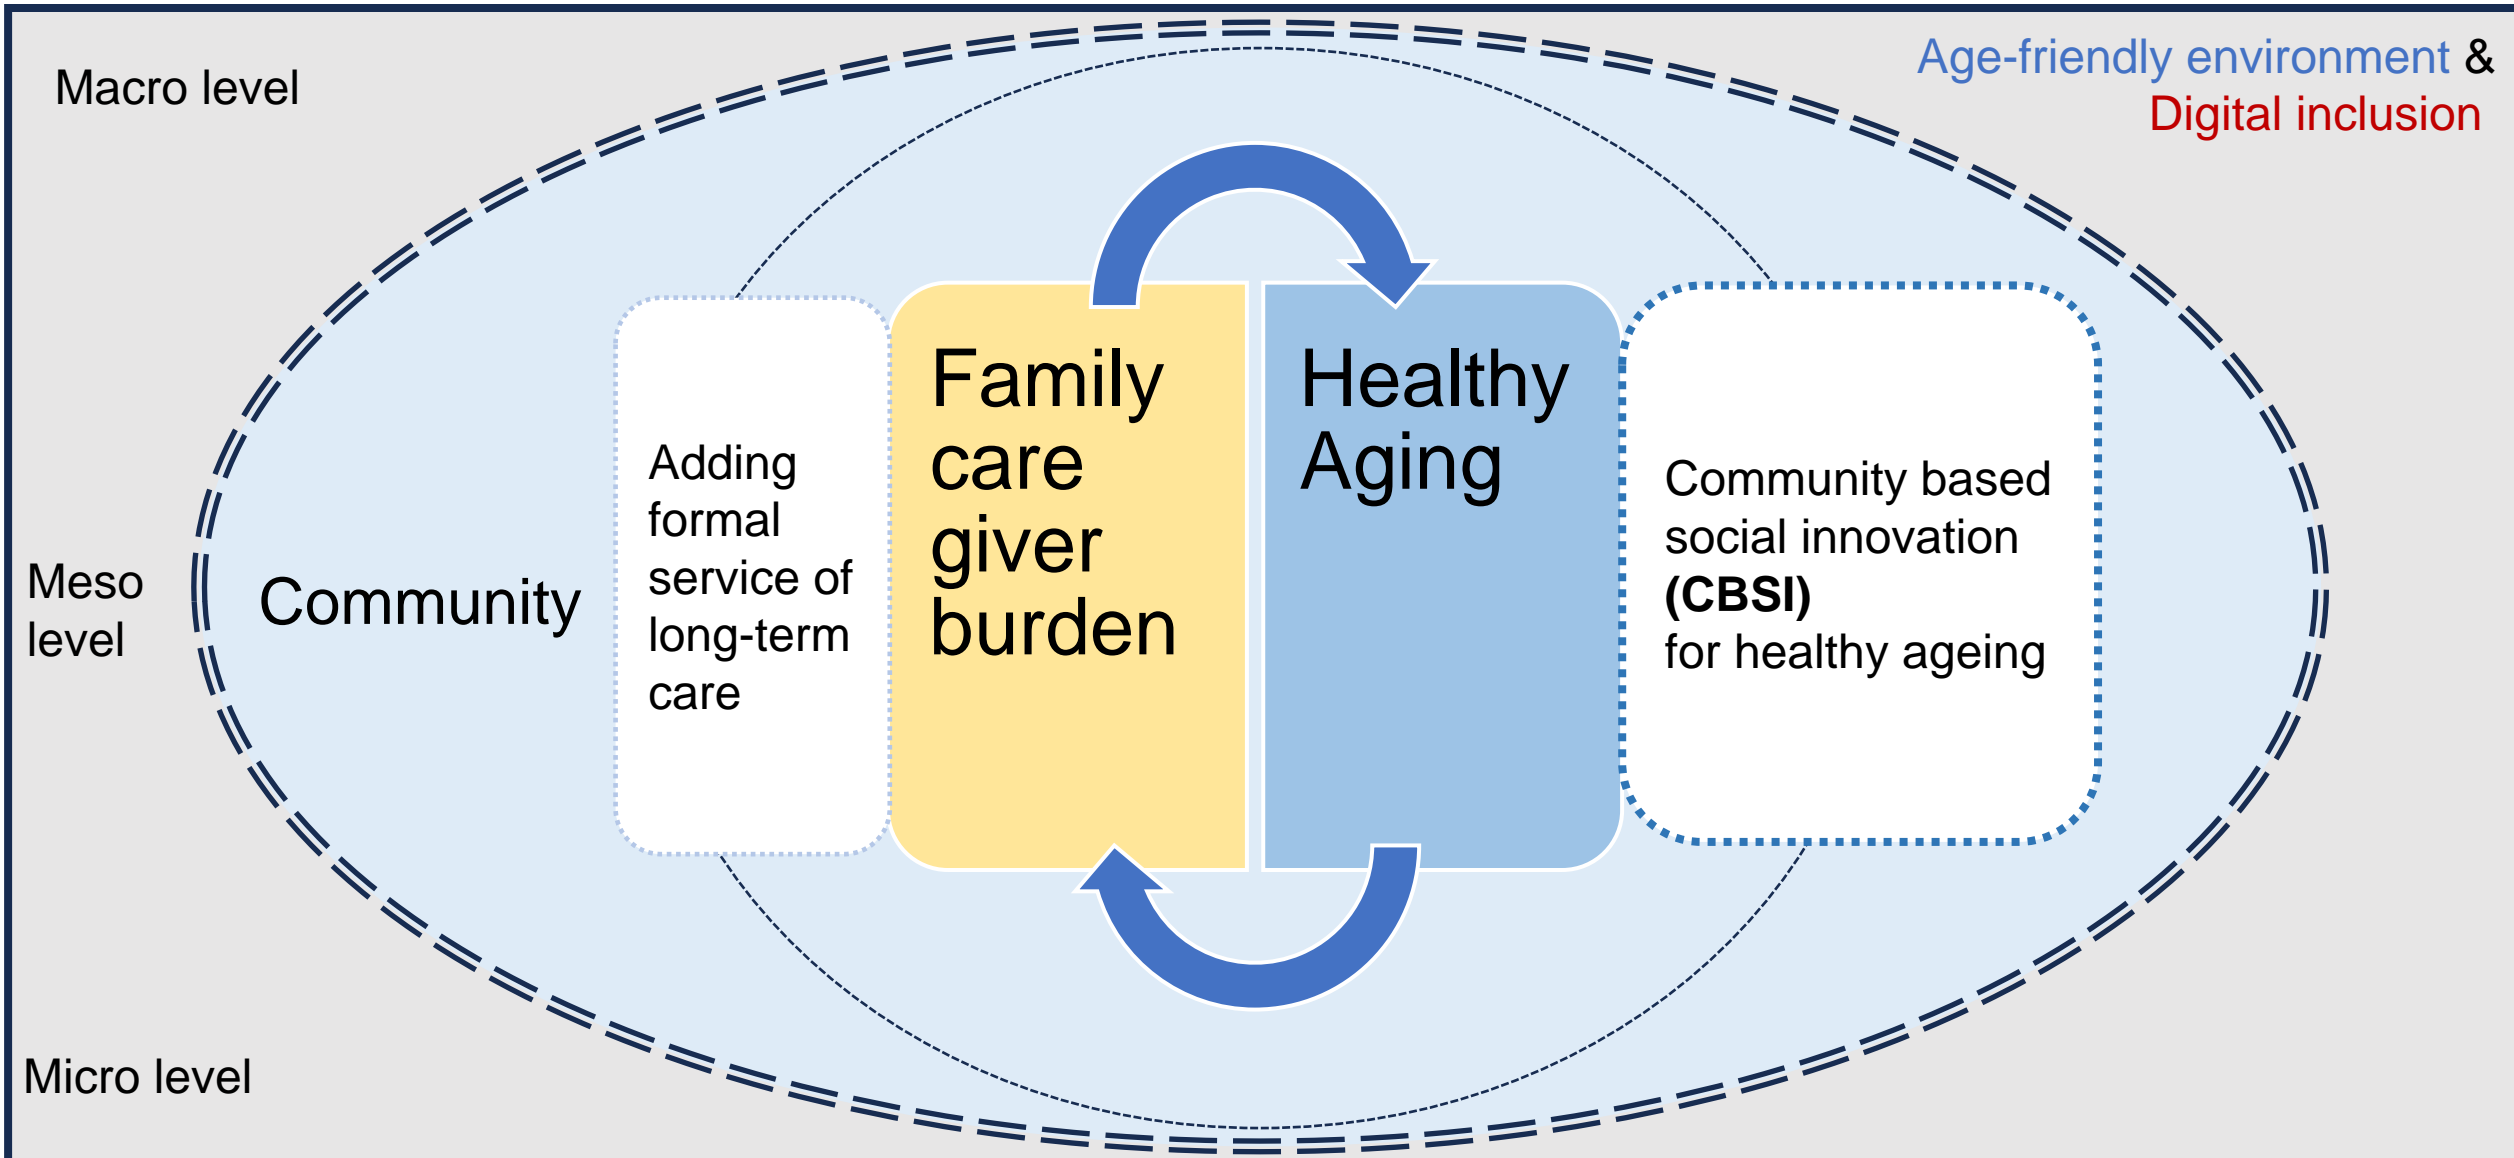 Macro level
Age-friendly environment &
Digital inclusion
Meso
level
Community
Adding
formal
service of
long-term
care
Family
care
giver
burden
Healthy
Aging
Community based
social innovation
(CBSI)
for healthy ageing
Micro level